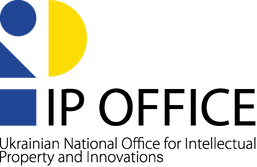 IP OFFICE
Ukrainian National Office for Intellectual
Property and Innovations